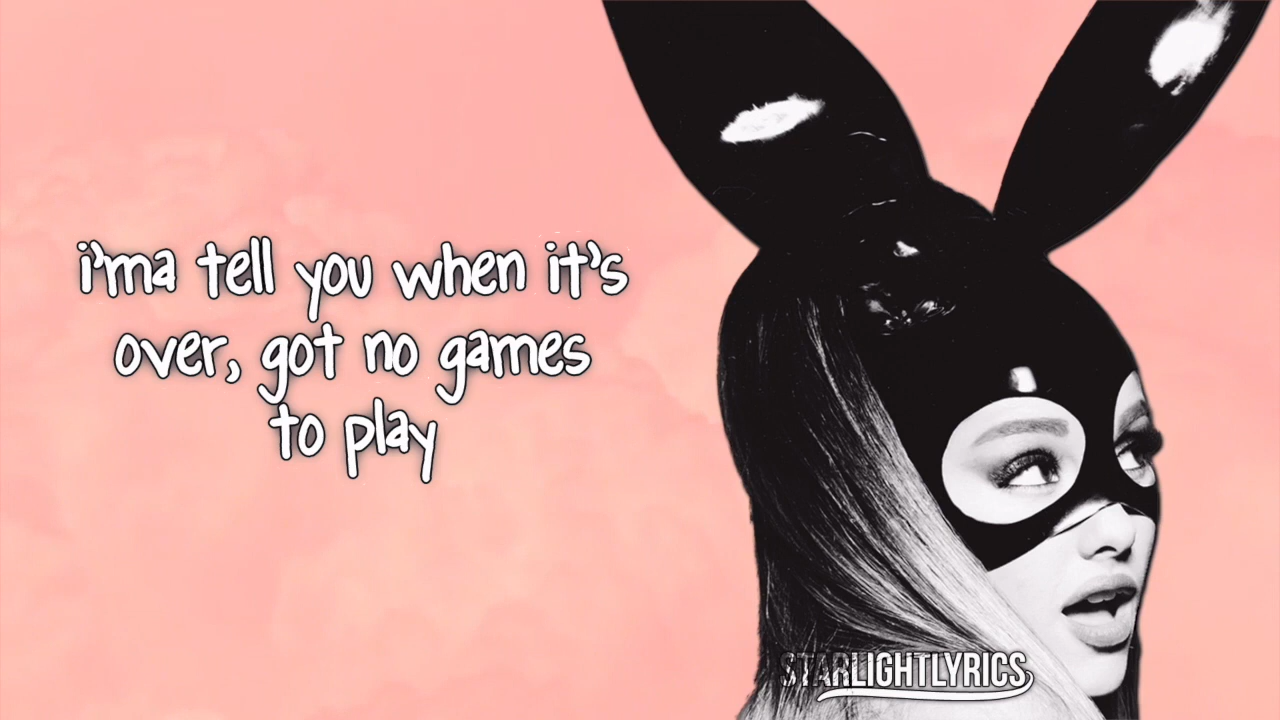 i'ma tell you when it's
over, got no games
to play
STARLIGHTLYRICS